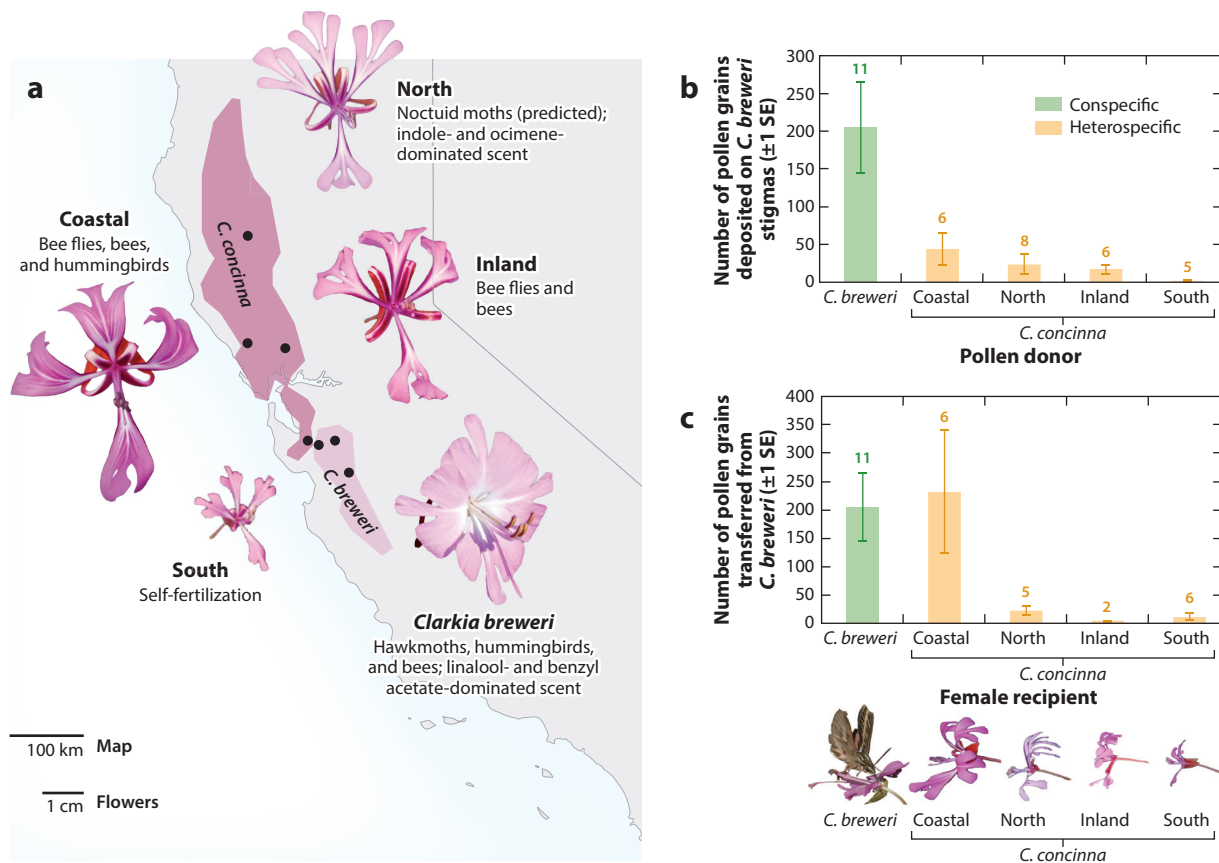 a
North
Noctuid moths (predicted);
indole- and ocimene-
dominated scent
Coastal
Bee flies, bees,
and hummingbirds
C. concinna
Inland
Bee flies and
bees
C. breweri
South
Self-fertilization
Clarkia breweri
Hawkmoths, hummingbirds,
and bees; linalool- and benzyl
acetate-dominated scent
100 km Map
1 cm Flowers
b
Number of pollen grains
deposited on C. breweri
stigmas (±1 SE)
300
250
200
150
100
50
0
11
6
8
6
5
Conspecific
Heterospecific
C. breweri Coastal North Inland South
C. concinna
Pollen donor
c
Number of pollen grains
transferred from
C. breweri (±1 SE)
400
350
300
250
200
150
100
50
0
11
6
5
2
6
C. breweri Coastal North Inland South
C. concinna
Female recipient
C. breweri Coastal North Inland South
C. concinna